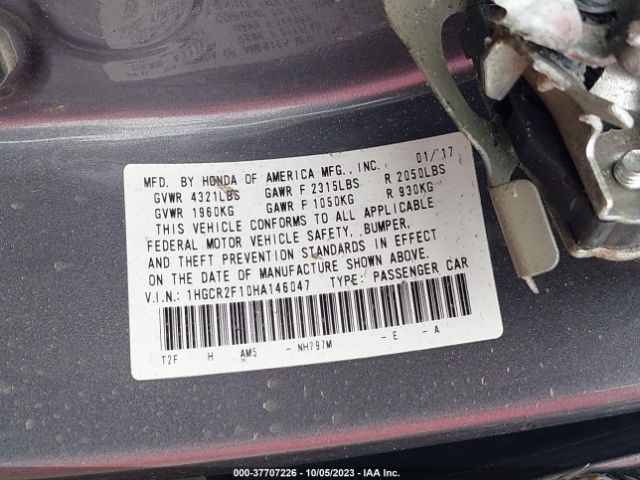 MFD. BY HONDA OF AMERICA MFG., INC. 01/'17
GVWR 4321LBS GAWR F 2315LBS R 2050LBS
GVWR 1960KG GAWR F 1050KG R 930KG
THIS VEHICLE CONFORMS TO ALL APPLICABLE
FEDERAL MOTOR VEHICLE SAFETY, BUMPER,
AND THEFT PREVENTION STANDARDS IN EFFECT
ON THE DATE OF MANUFACTURE SHOWN ABOVE.
V.I.N.: 1HGCR2F10HA146047 TYPE: PASSENGER CAR
T2F H AM5 - NH797M - E - A
000-37707226 - 10/05/2023 - IAA Inc.